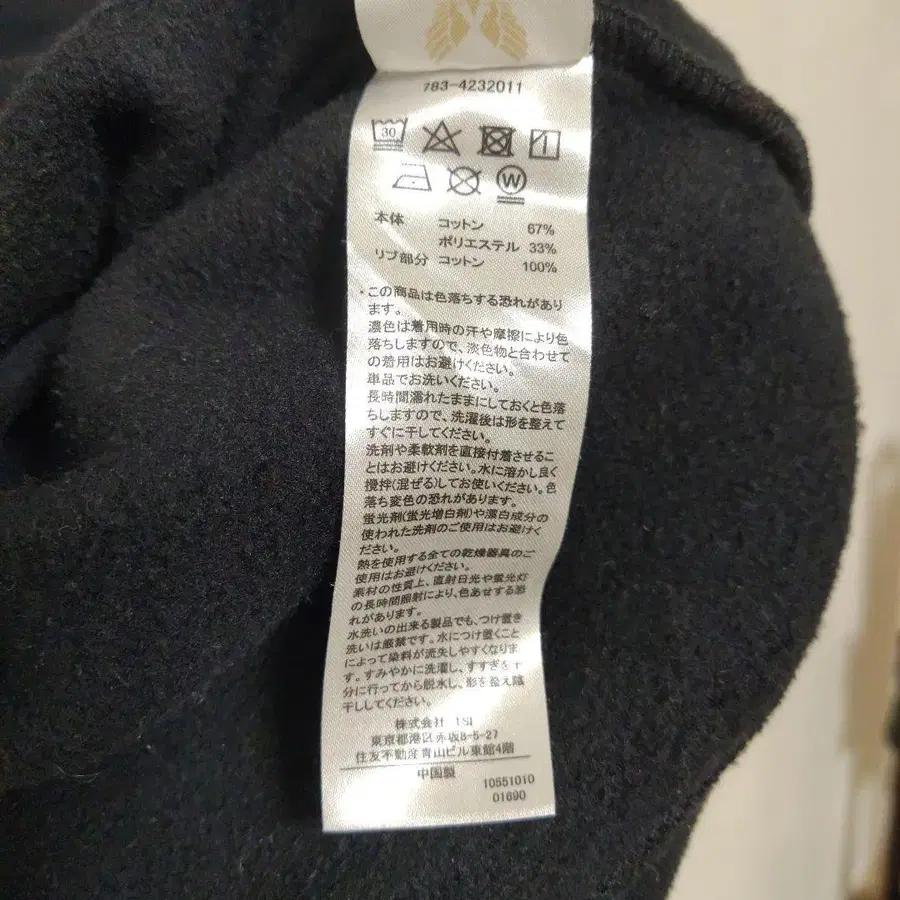 783-4232011
30
W
本体 コットン 67%
ポリエステル 33%
リブ部分 コットン 100%
・この商品は色落ちする恐れがあり
ます。
濃色は着用時の汗や摩擦により色
落ちしますので、淡色物と合わせて
の着用はお避けください。
単品でお洗いください。
長時間濡れたままにしておくと色落
ちしますので、洗濯後は形を整えて
すぐに干してください。
洗剤や柔軟剤を直接付着させるこ
とはお避けください。水に溶かし良く
攪拌(混ぜる)してお使いください。色
落ち変色の恐れがあります。
蛍光剤(蛍光増白剤)や漂白成分の
使われた洗剤のご使用はお避けく
ださい。
熱を使用する全ての乾燥器具のご
使用はお避けください。
素材の性質上、直射日光や蛍光灯
の長時間照射により、色あせする恐
れがあります。
水洗いの出来る製品でも、つけ置き
洗いは厳禁です。水につけ置くこと
によって染料が流失しやすくなりま
す。すみやかに洗濯し、すすぎを十
分に行ってから脱水し、形を整え陰
干ししてください。
株式会社 TSI
東京都港区赤坂8-5-27
住友不動産青山ビル東館4階
中国製
10551010
01690